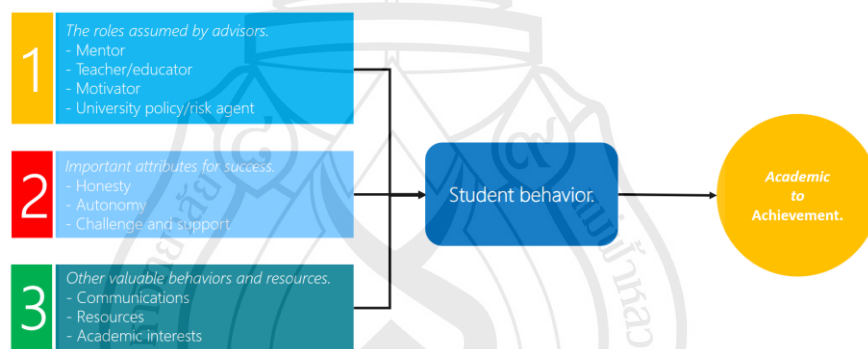 1
The roles assumed by advisors.
- Mentor
- Teacher/educator
- Motivator
- University policy/risk agent
2
Important attributes for success.
- Honesty
- Autonomy
- Challenge and support
3
Other valuable behaviors and resources.
- Communications
- Resources
- Academic interests
Student behavior.
Academic
to
Achievement.